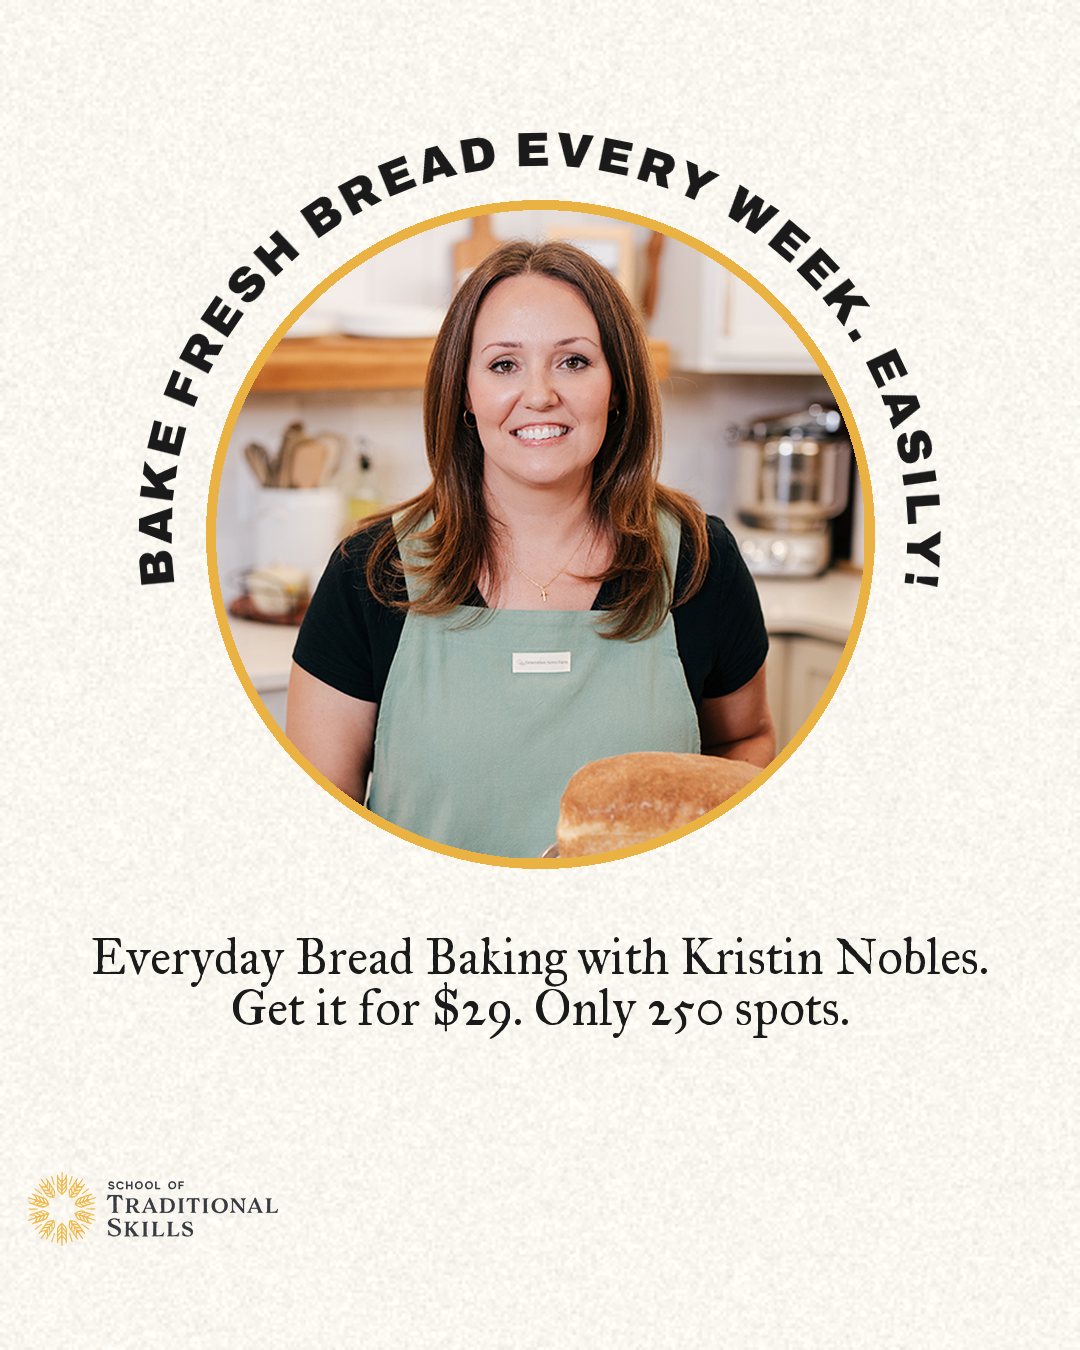 BAKE FRESH BREAD EVERY WEEK. EASILY!
Everyday Bread Baking with Kristin Nobles.
Get it for $29. Only 250 spots.
SCHOOL OF
TRADITIONAL
SKILLS